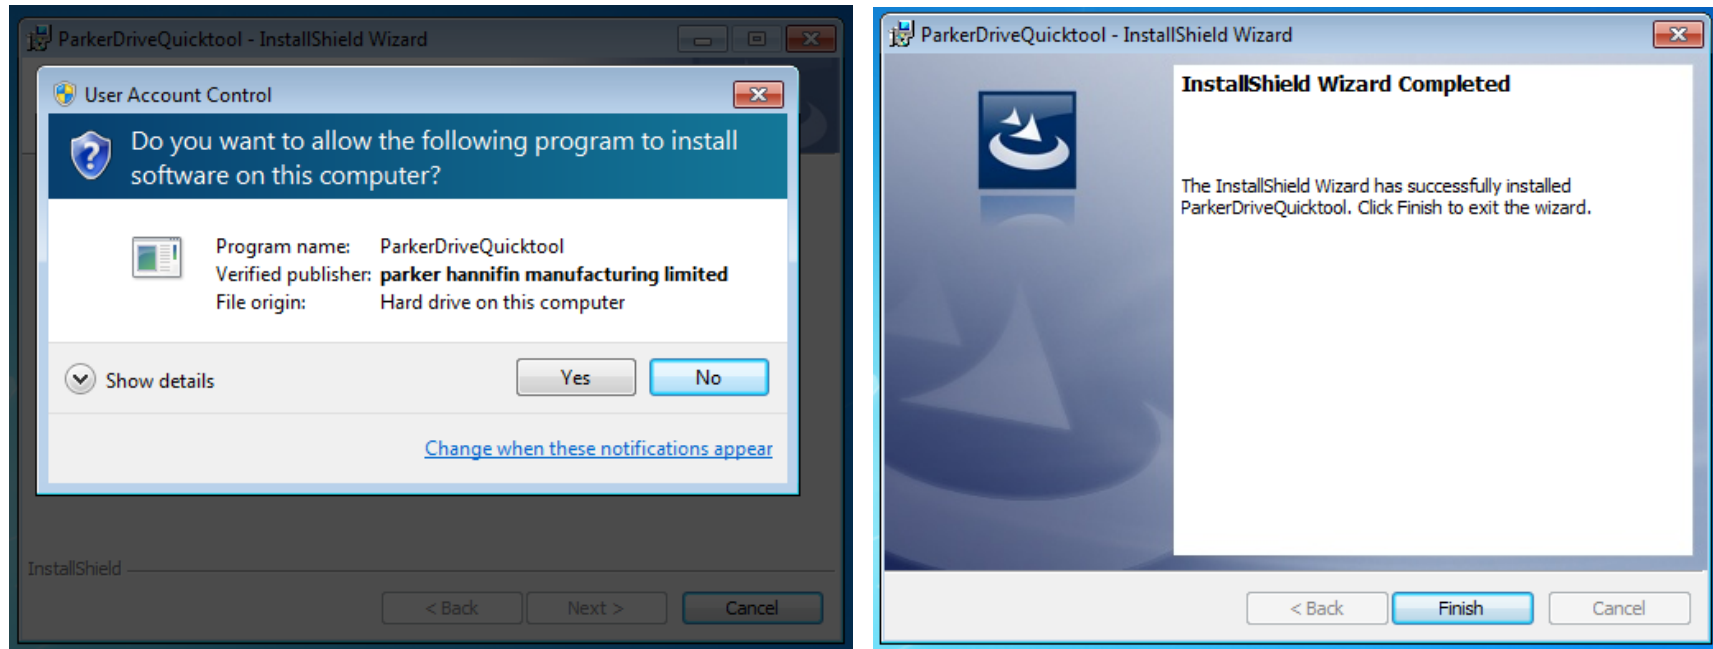 ParkerDriveQuicktool - InstallShield Wizard
User Account Control
Do you want to allow the following program to install
software on this computer?
Program name: ParkerDriveQuicktool
Verified publisher: parker hannifin manufacturing limited
File origin: Hard drive on this computer
Show details
Yes
No
Change when these notifications appear
InstallShield
< Back
Next >
Cancel
ParkerDriveQuicktool - InstallShield Wizard
InstallShield Wizard Completed
The InstallShield Wizard has successfully installed
ParkerDriveQuicktool. Click Finish to exit the wizard.
< Back
Finish
Cancel